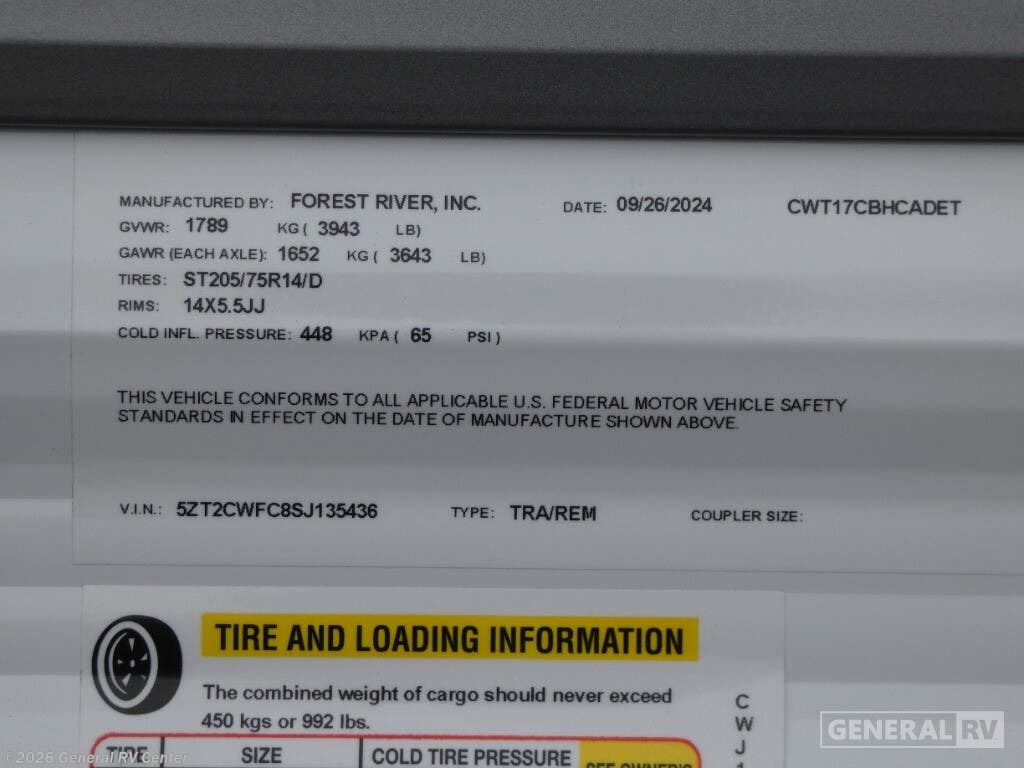 MANUFACTURED BY: FOREST RIVER, INC. DATE: 09/26/2024 CWT17CBHCADET
GVWR: 1789 KG ( 3943 LB)
GAWR (EACH AXLE): 1652 KG ( 3643 LB)
TIRES: ST205/75R14/D
RIMS: 14X5.5JJ
COLD INFL. PRESSURE: 448 KPA ( 65 PSI )
THIS VEHICLE CONFORMS TO ALL APPLICABLE U.S. FEDERAL MOTOR VEHICLE SAFETY
STANDARDS IN EFFECT ON THE DATE OF MANUFACTURE SHOWN ABOVE.
V.I.N.: 5ZT2CWFC8SJ135436 TYPE: TRA/REM COUPLER SIZE:
TIRE AND LOADING INFORMATION
The combined weight of cargo should never exceed
450 kgs or 992 lbs.
C
W
J
1
TIRE SIZE COLD TIRE PRESSURE SEE OWNER'S
GENERAL RV
©2026 General RV Center